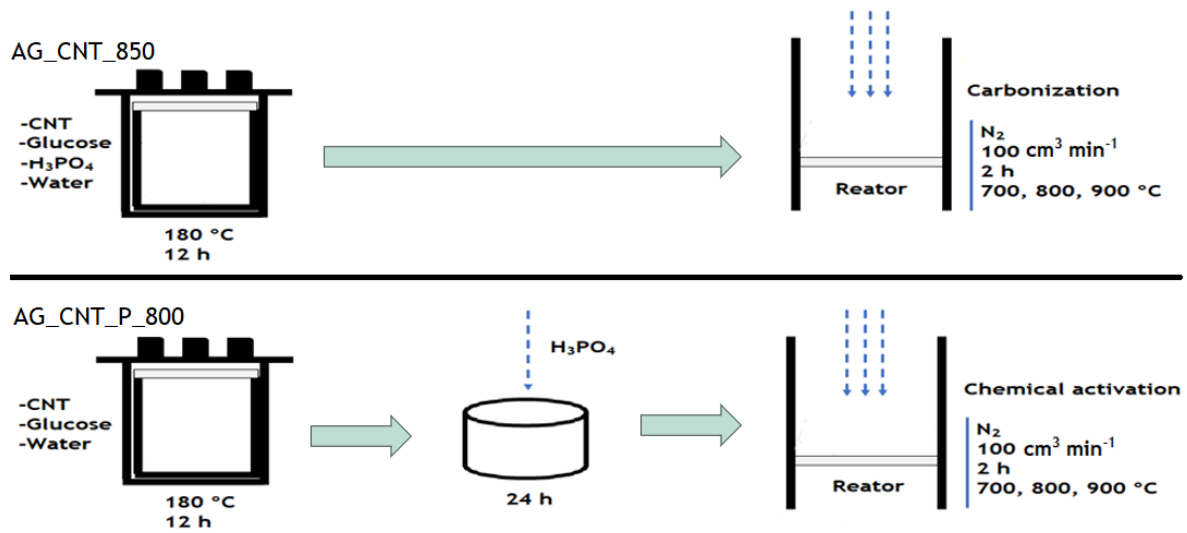 AG_CNT_850
-CNT
-Glucose
-H₃PO₄
-Water
180 °C
12 h
Reator
Carbonization
N₂
100 cm³ min⁻¹
2 h
700, 800, 900 °C
AG_CNT_P_800
-CNT
-Glucose
-Water
180 °C
12 h
H₃PO₄
24 h
Reator
Chemical activation
N₂
100 cm³ min⁻¹
2 h
700, 800, 900 °C